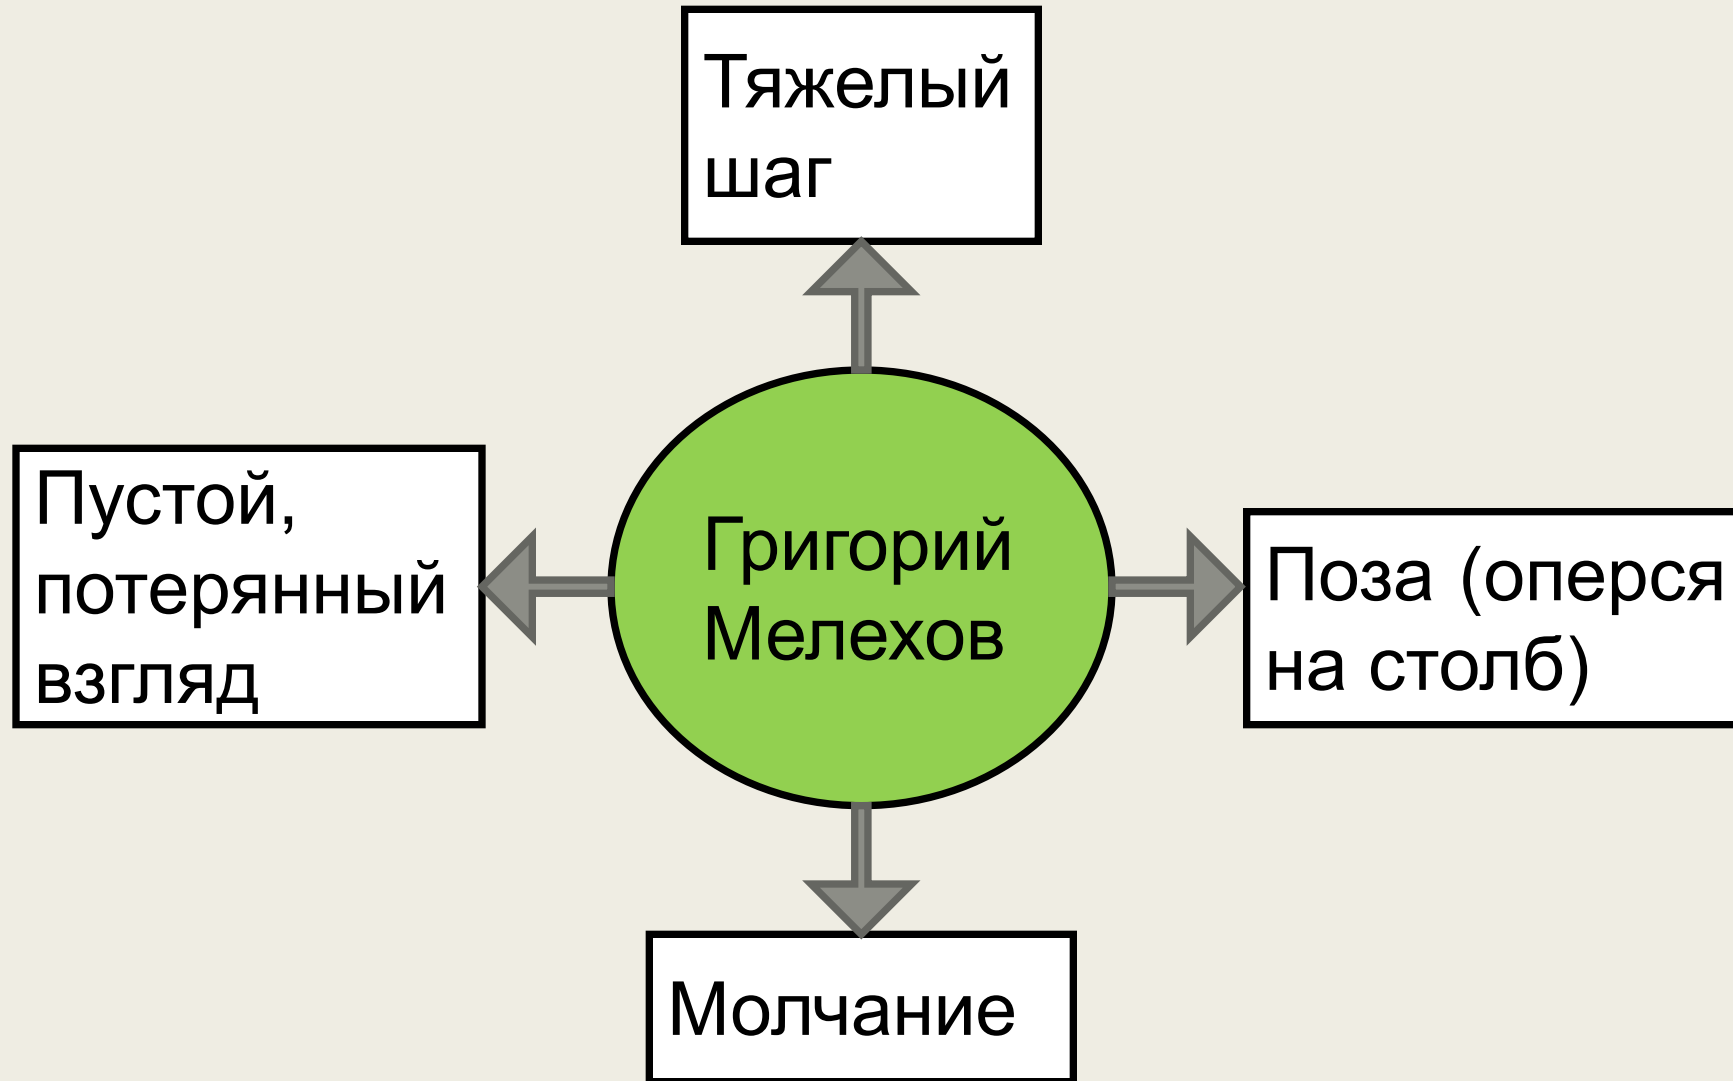 Тяжелый
шаг
Пустой,
потерянный
взгляд
Григорий
Мелехов
Поза (оперся
на столб)
Молчание